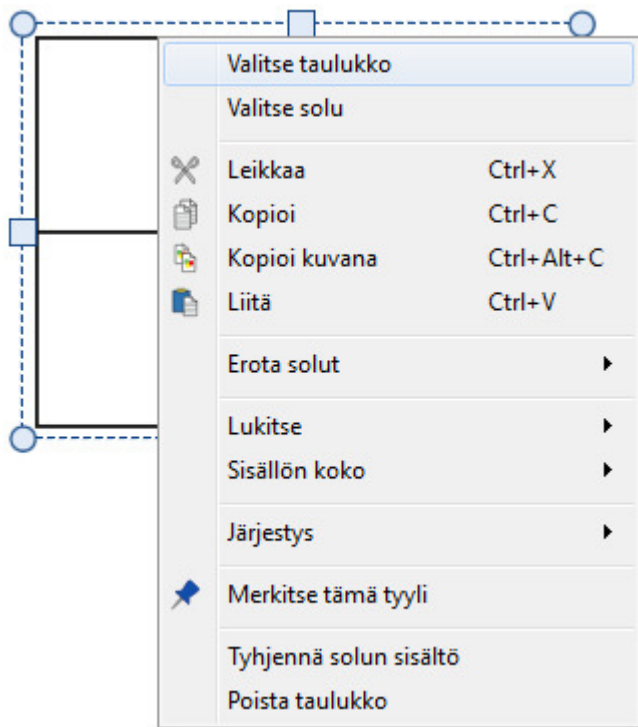 Valitse taulukko
Valitse solu
Leikkaa Ctrl+X
Kopioi Ctrl+C
Kopioi kuvana Ctrl+Alt+C
Liitä Ctrl+V
Erota solut
Lukitse
Sisällön koko
Järjestys
Merkitse tämä tyyli
Tyhjennä solun sisältö
Poista taulukko